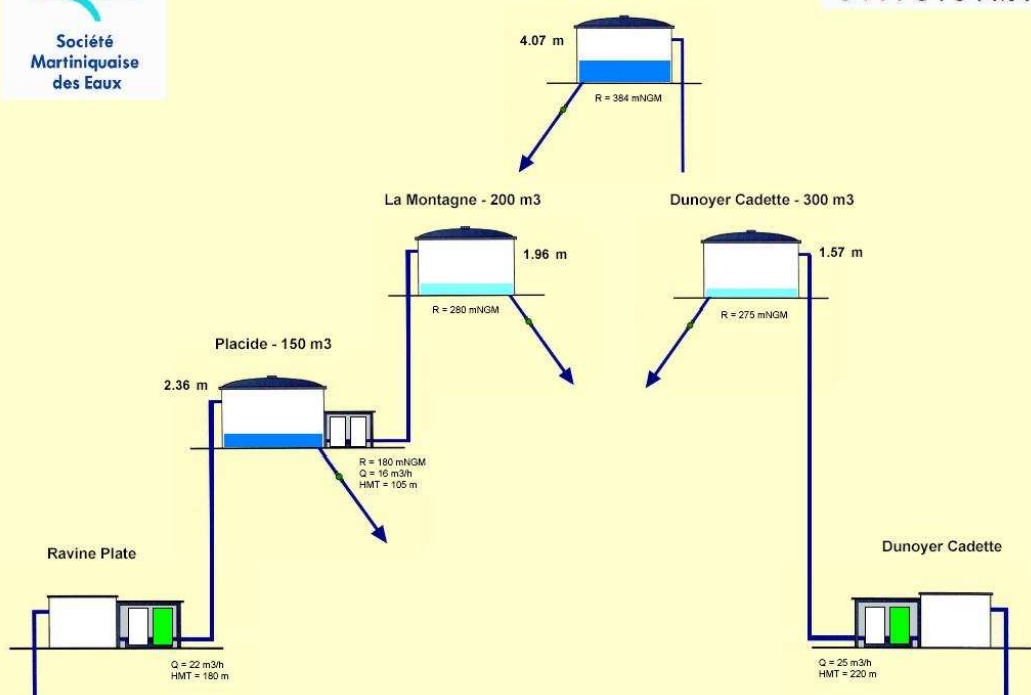 Société
Martiniquaise
des Eaux
4.07 m
R = 384 mNGM
La Montagne - 200 m3
Dunoyer Cadette - 300 m3
1.96 m
1.57 m
R = 280 mNGM
R = 275 mNGM
Placide - 150 m3
2.36 m
R = 180 mNGM
Q = 16 m3/h
HMT = 105 m
Ravine Plate
Dunoyer Cadette
Q = 22 m3/h
HMT = 180 m
Q = 25 m3/h
HMT = 220 m